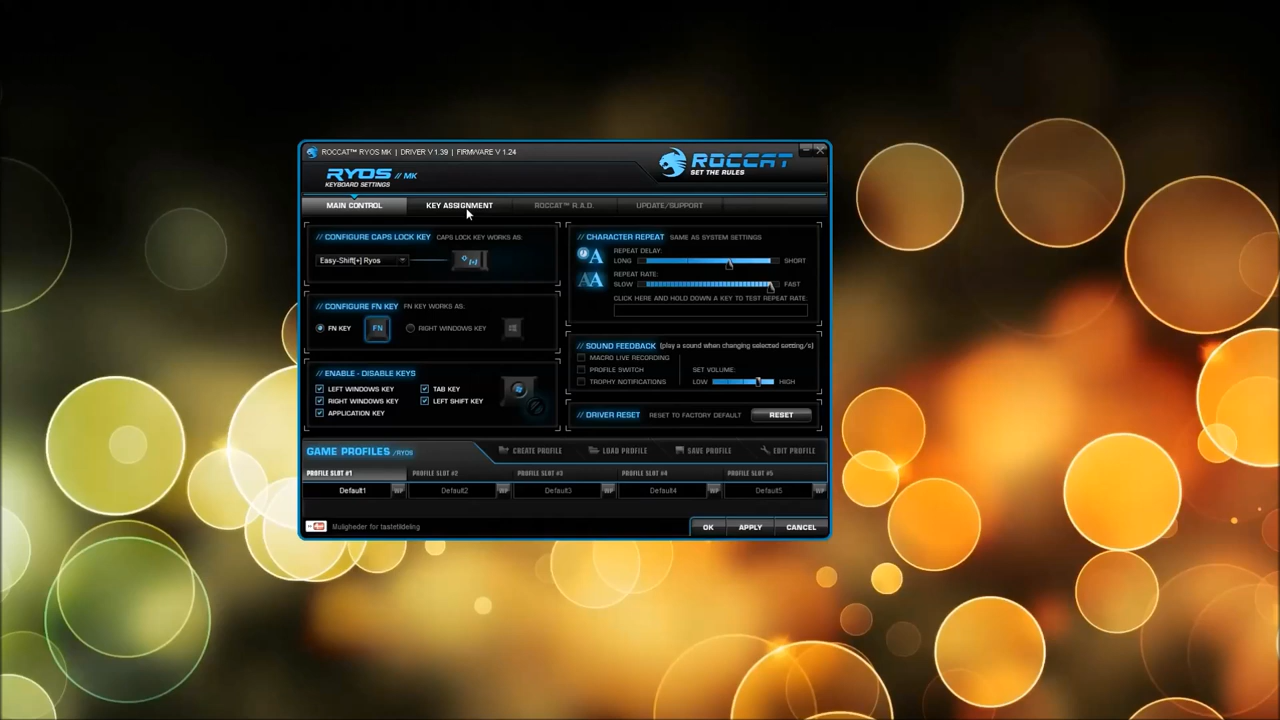 ROCCAT™ RYOS MK | DRIVER V 1.39 | FIRMWARE V 1.24
RYOS // MK
KEYBOARD SETTINGS
ROCCAT
SET THE RULES
MAIN CONTROL
KEY ASSIGNMENT
ROCCAT™ R.A.D.
UPDATE/SUPPORT
// CONFIGURE CAPS LOCK KEY CAPS LOCK KEY WORKS AS:
Easy-Shift[+] Ryos
// CONFIGURE FN KEY FN KEY WORKS AS:
FN KEY FN RIGHT WINDOWS KEY
// ENABLE - DISABLE KEYS
LEFT WINDOWS KEY TAB KEY
RIGHT WINDOWS KEY LEFT SHIFT KEY
APPLICATION KEY
// CHARACTER REPEAT SAME AS SYSTEM SETTINGS
REPEAT DELAY:
LONG SHORT
REPEAT RATE:
SLOW FAST
CLICK HERE AND HOLD DOWN A KEY TO TEST REPEAT RATE:
// SOUND FEEDBACK (play a sound when changing selected setting/s)
MACRO LIVE RECORDING
PROFILE SWITCH SET VOLUME:
TROPHY NOTIFICATIONS LOW HIGH
// DRIVER RESET RESET TO FACTORY DEFAULT RESET
GAME PROFILES /RYOS CREATE PROFILE LOAD PROFILE SAVE PROFILE EDIT PROFILE
PROFILE SLOT #1 PROFILE SLOT #2 PROFILE SLOT #3 PROFILE SLOT #4 PROFILE SLOT #5
Default1 WP Default2 WP Default3 WP Default4 WP Default5 WP
Muligheder for tastetildeling
OK APPLY CANCEL